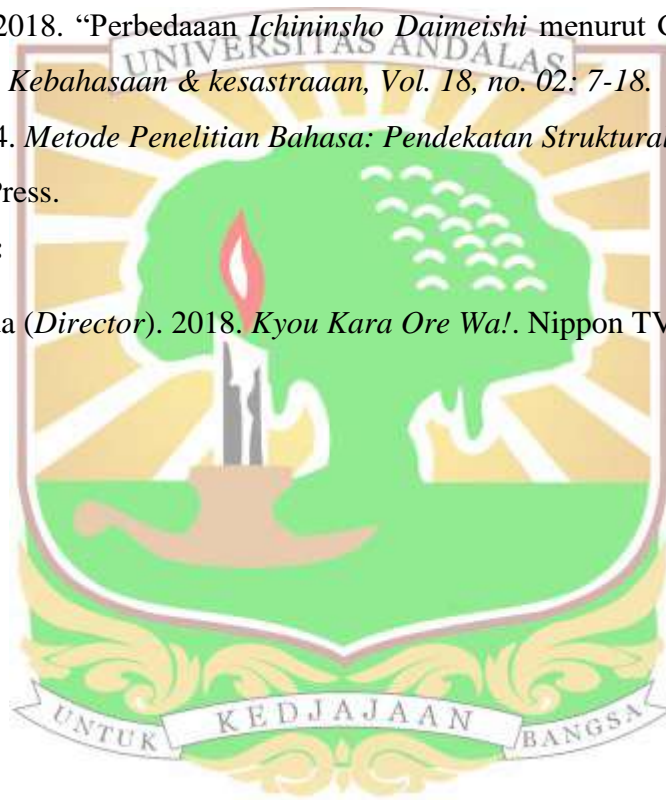 2018. “Perbedaaan Ichininsho Daimeishi menurut
UNIVERSITAS ANDALAS
Kebahasaan & kesastraaan, Vol. 18, no. 02: 7-18.
4. Metode Penelitian Bahasa: Pendekatan Struktural
Press.
:
(Director). 2018. Kyou Kara Ore Wa!. Nippon TV
UNTUK KEDJAJAAN BANGSA